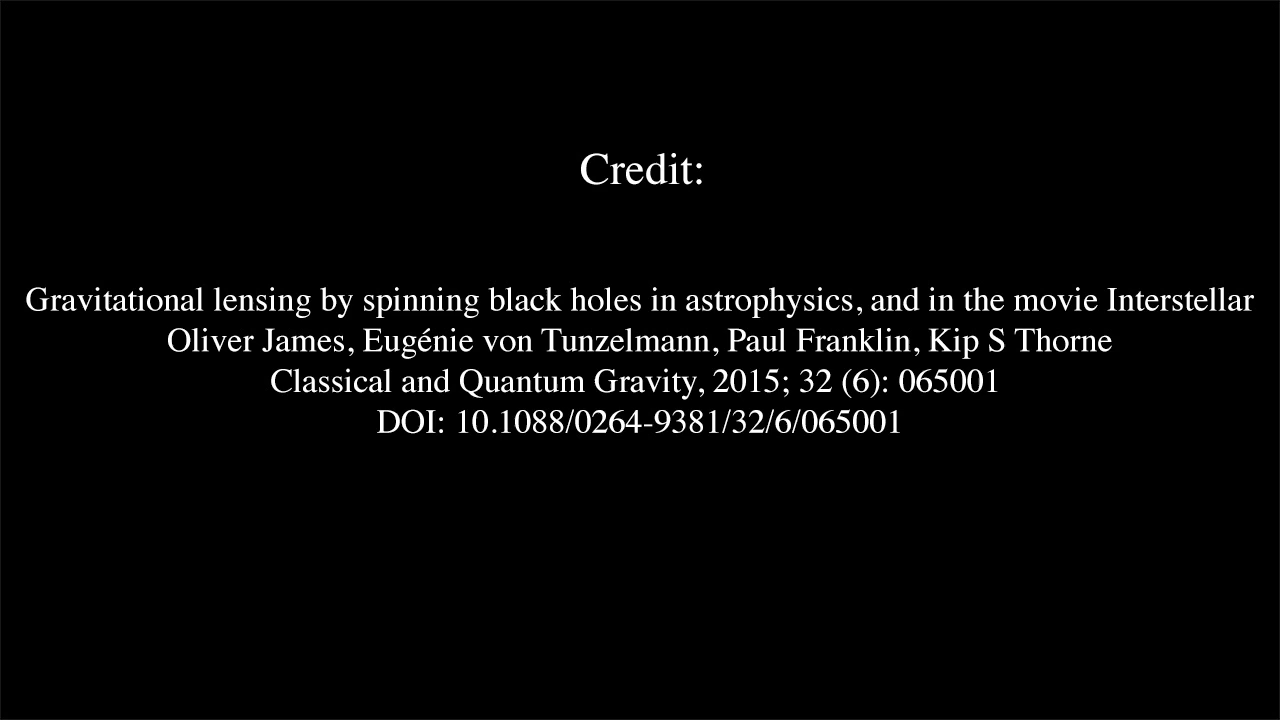 Credit:
Gravitational lensing by spinning black holes in astrophysics, and in the movie Interstellar
Oliver James, Eugénie von Tunzelmann, Paul Franklin, Kip S Thorne
Classical and Quantum Gravity, 2015; 32 (6): 065001
DOI: 10.1088/0264-9381/32/6/065001